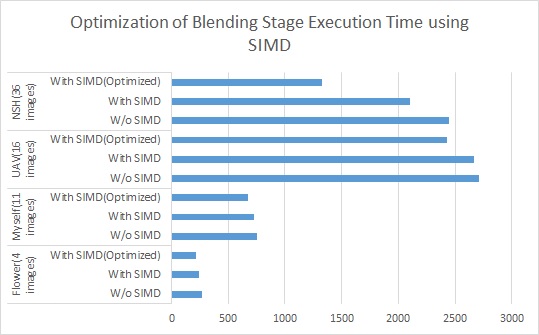 Optimization of Blending Stage Execution Time using
SIMD
NSH(36
images)
With SIMD(Optimized)
With SIMD
W/o SIMD
UAV(16
images)
With SIMD(Optimized)
With SIMD
W/o SIMD
Myself(11
images)
With SIMD(Optimized)
With SIMD
W/o SIMD
Flower(4
images)
With SIMD(Optimized)
With SIMD
W/o SIMD
0 500 1000 1500 2000 2500 3000